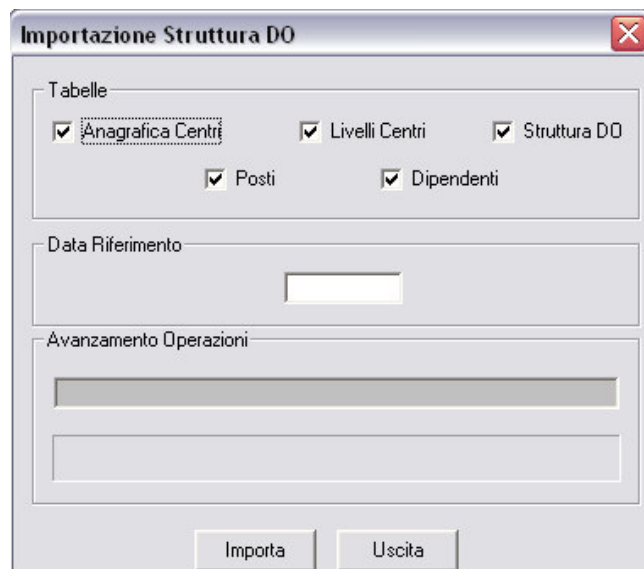 Importazione Struttura DO
Tabelle
Anagrafica Centri Livelli Centri Struttura DO
Posti Dipendenti
Data Riferimento
Avanzamento Operazioni
Importa Uscita